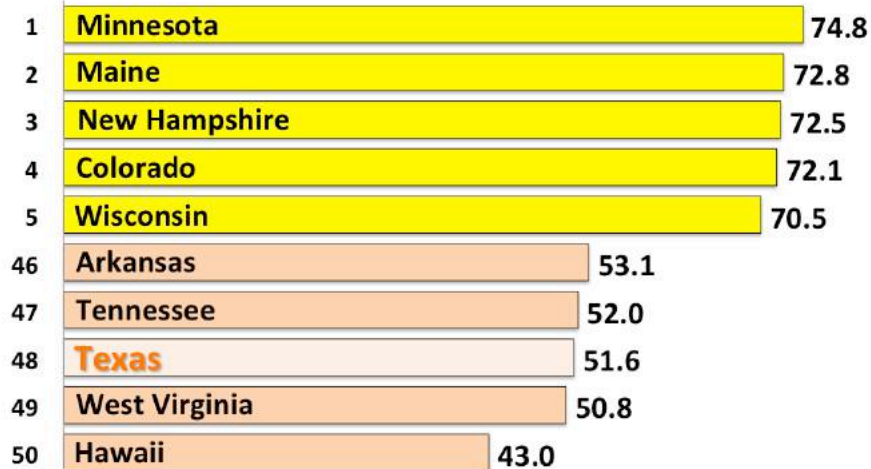 1 Minnesota 74.8
2 Maine 72.8
3 New Hampshire 72.5
4 Colorado 72.1
5 Wisconsin 70.5
46 Arkansas 53.1
47 Tennessee 52.0
48 Texas 51.6
49 West Virginia 50.8
50 Hawaii 43.0